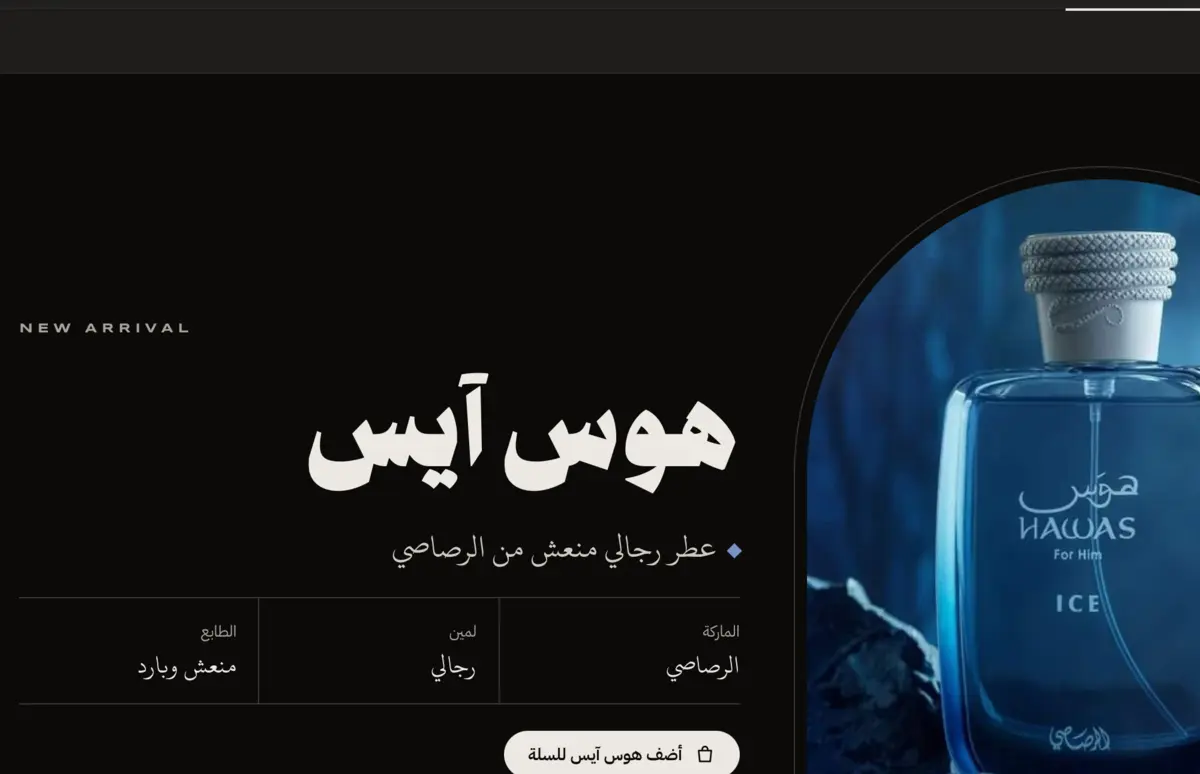 NEW ARRIVAL
هوس آيس
عطر رجالي منعش من الرصاصي
الماركة
الرصاصي
لمين
رجالي
الطابع
منعش وبارد
أضف هوس آيس للسلة
هوس
HAWAS
For Him
ICE
الرصاصي